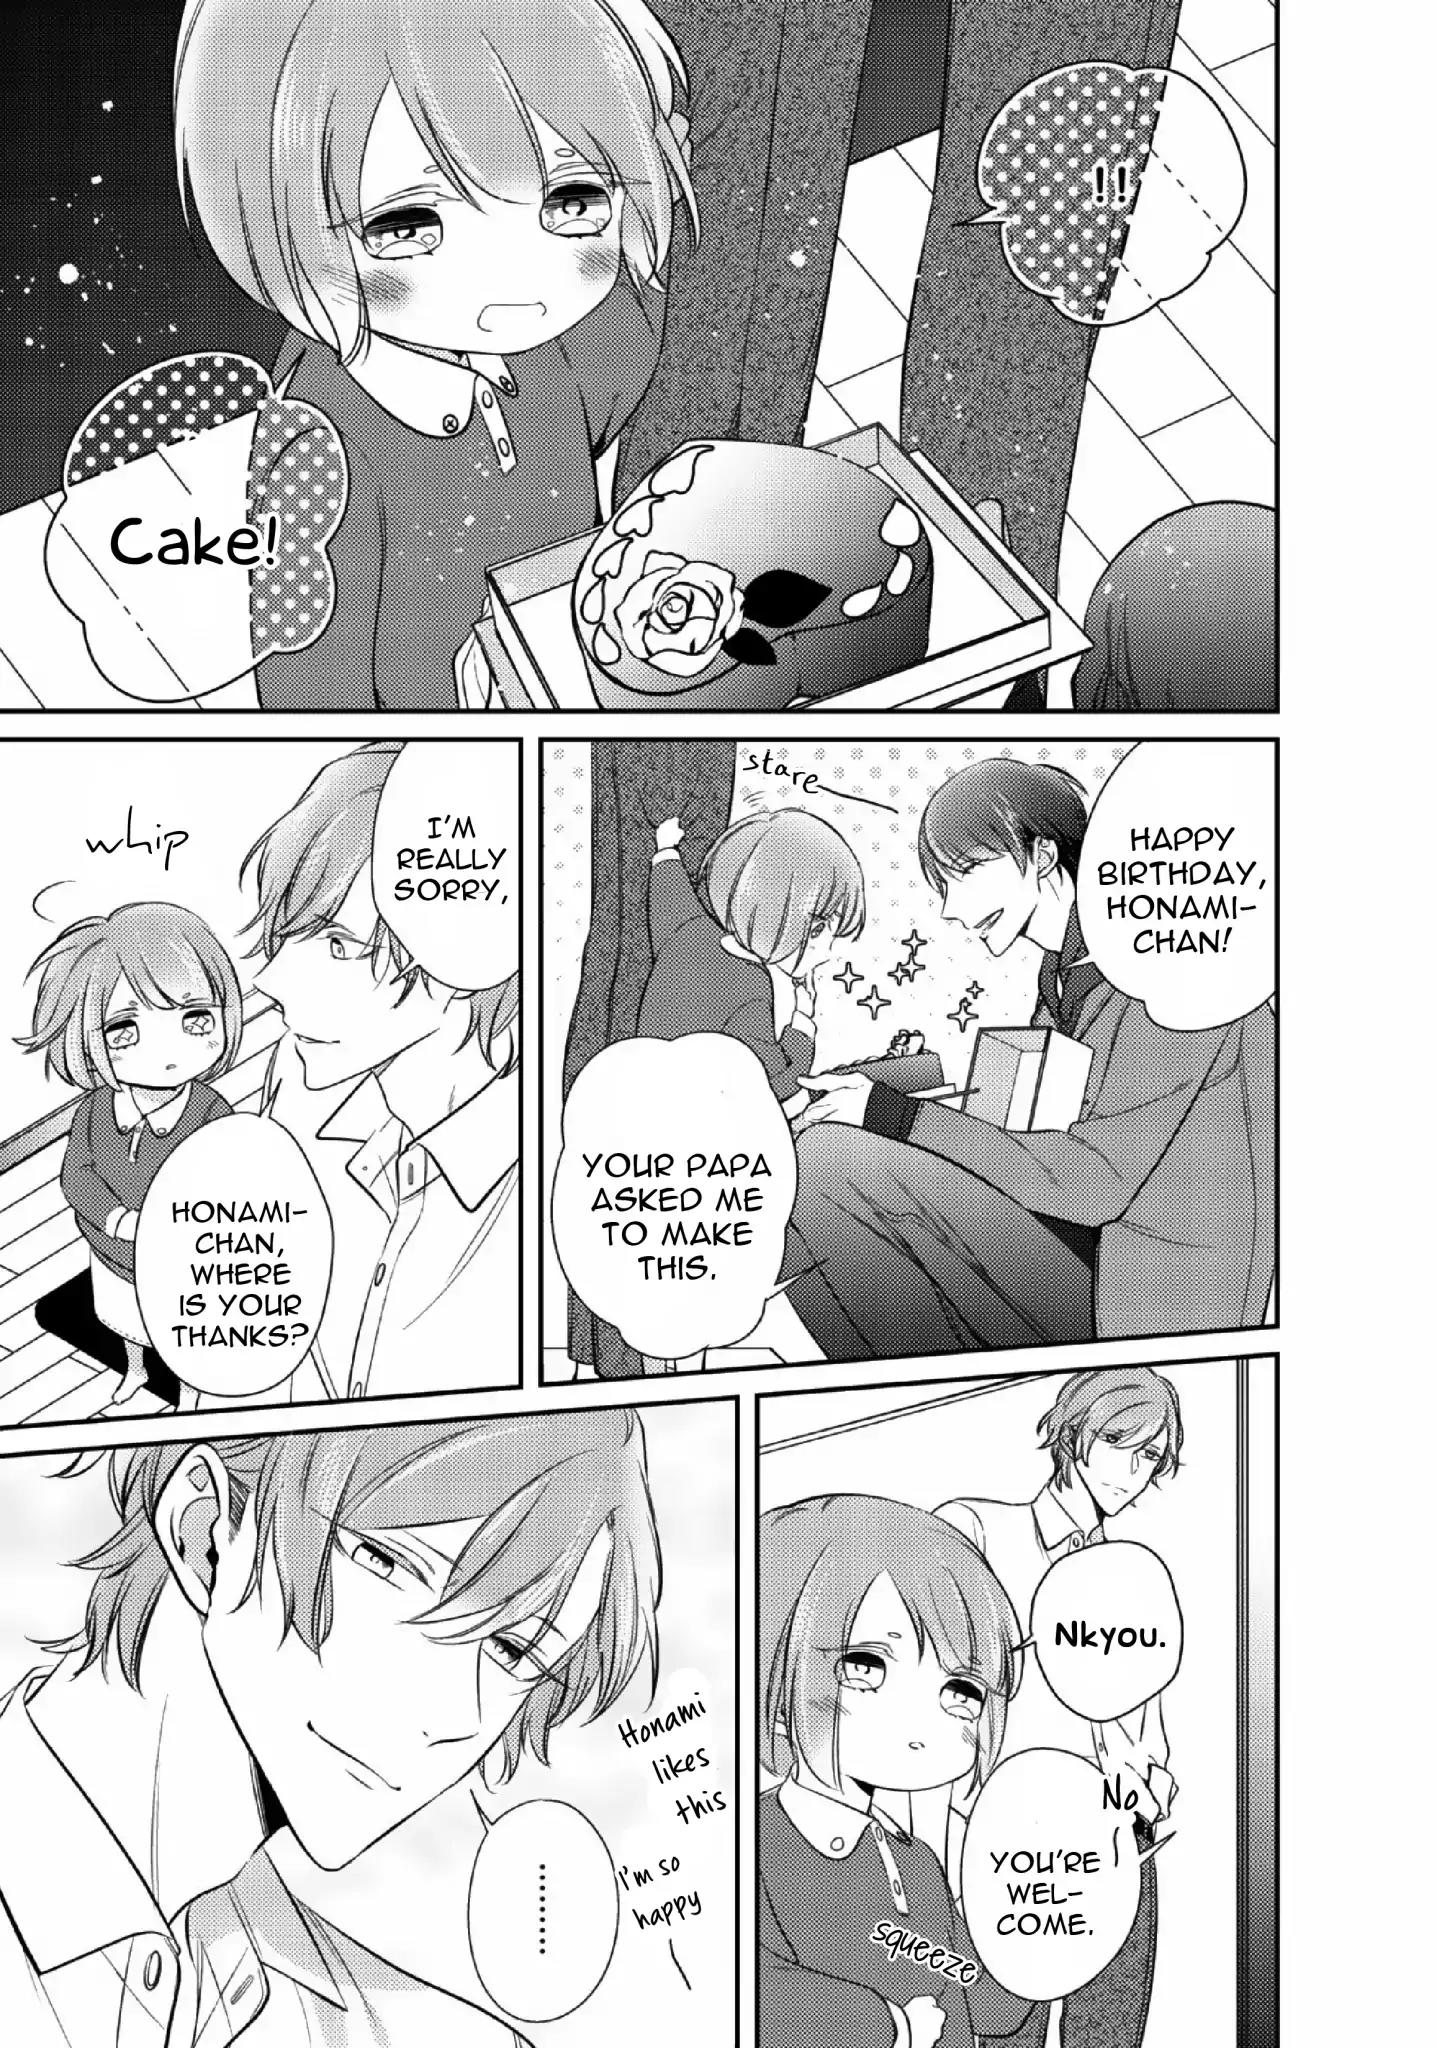 !!
Cake!
stare
HAPPY
BIRTHDAY,
HONAMI-
CHAN!
YOUR PAPA
ASKED ME
TO MAKE
THIS.
I'M
REALLY
SORRY,
whip
HONAMI-
CHAN,
WHERE
IS YOUR
THANKS?
Nkyou.
No
YOU'RE
WEL-
COME.
squeeze
Honami
likes
this
I'm so
happy
.........